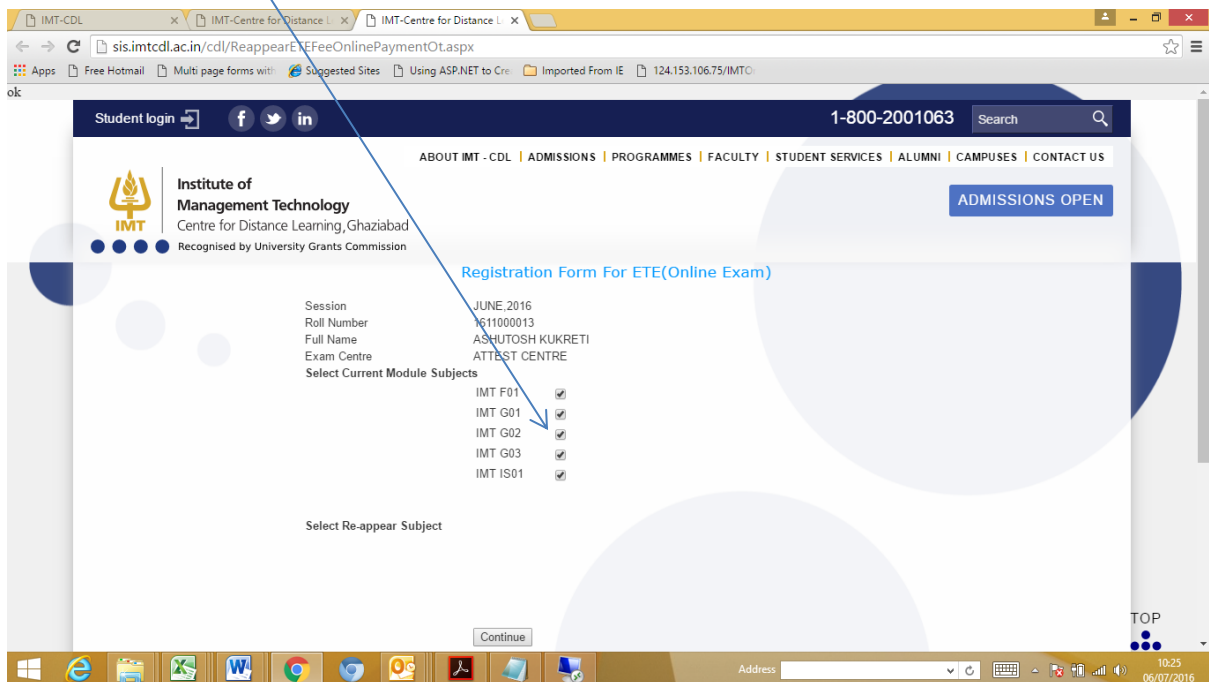 IMT-CDL
IMT-Centre for Distance L
IMT-Centre for Distance L
sis.imtcdl.ac.in/cdl/ReappearETEFeeOnlinePaymentOt.aspx
Apps Free Hotmail Multi page forms with Suggested Sites Using ASP.NET to Cre Imported From IE 124.153.106.75/IMTO
ok
Student login f in 1-800-2001063 Search
ABOUT IMT - CDL | ADMISSIONS | PROGRAMMES | FACULTY | STUDENT SERVICES | ALUMNI | CAMPUSES | CONTACT US
IMT
Institute of
Management Technology
Centre for Distance Learning, Ghaziabad
Recognised by University Grants Commission
ADMISSIONS OPEN
Registration Form For ETE(Online Exam)
Session JUNE,2016
Roll Number 1611000013
Full Name ASHUTOSH KUKRETI
Exam Centre ATTEST CENTRE
Select Current Module Subjects
IMT F01
IMT G01
IMT G02
IMT G03
IMT IS01
Select Re-appear Subject
Continue
TOP
Address
10:25
06/07/2016